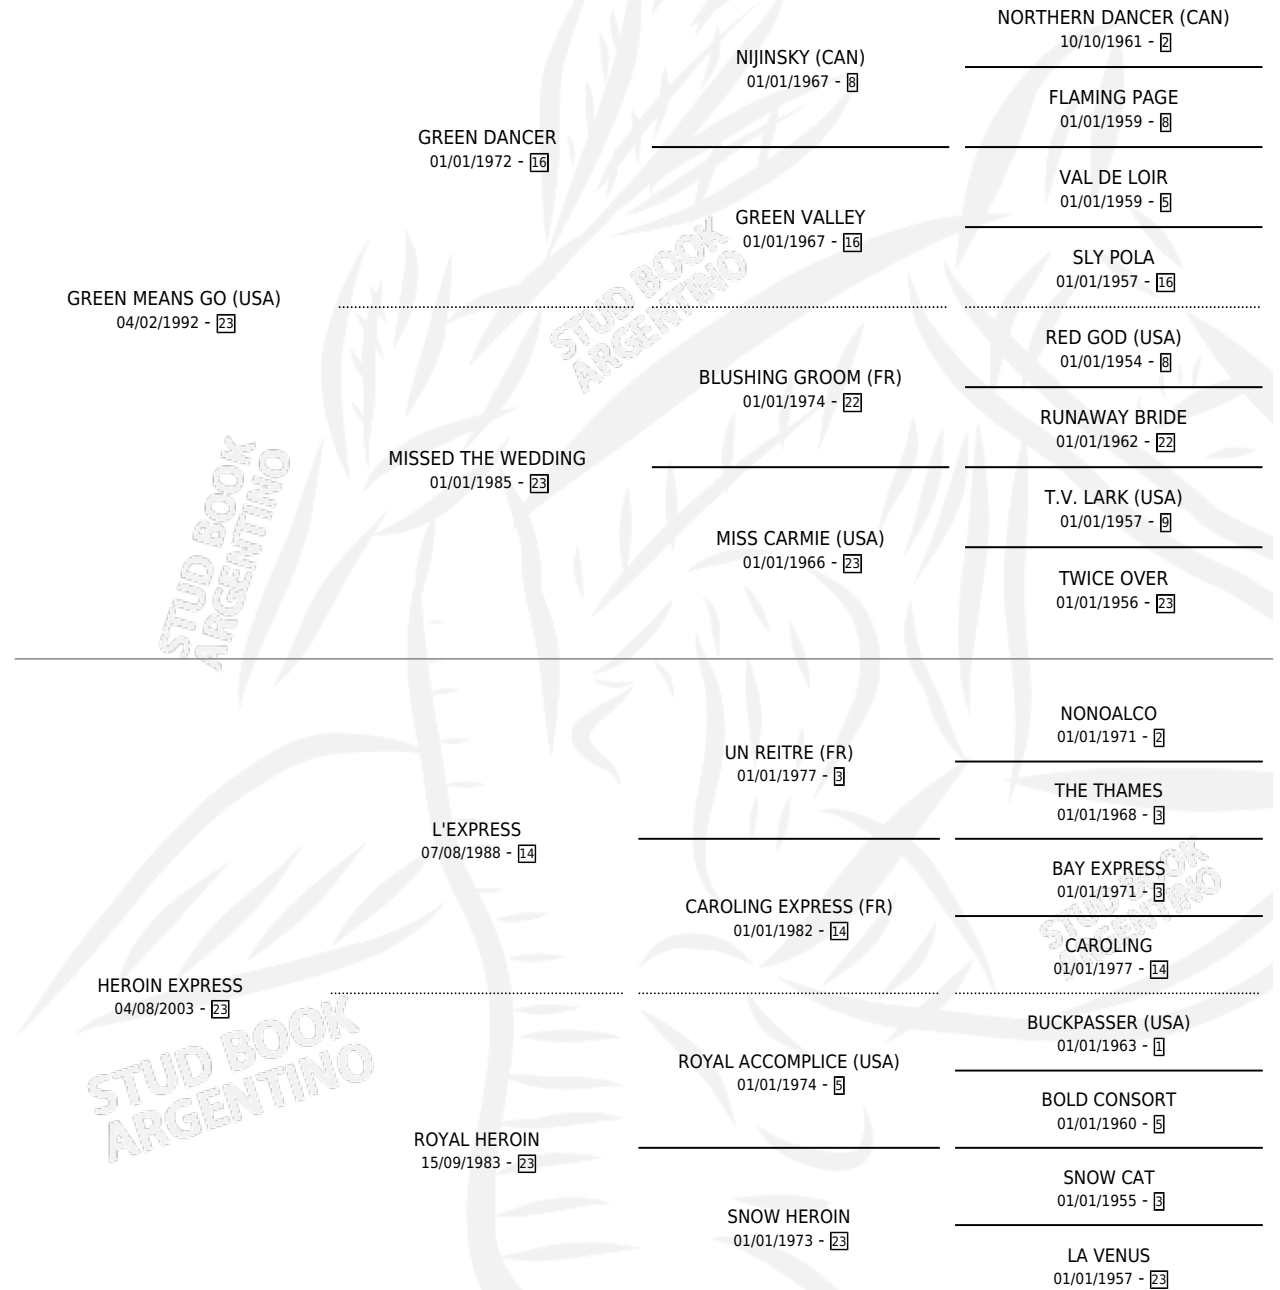 NORTHERN DANCER (CAN)
10/10/1961 - 2
NIJINSKY (CAN)
01/01/1967 - 8
FLAMING PAGE
01/01/1959 - 8
GREEN DANCER
01/01/1972 - 16
VAL DE LOIR
01/01/1959 - 5
GREEN VALLEY
01/01/1967 - 16
SLY POLA
01/01/1957 - 16
GREEN MEANS GO (USA)
04/02/1992 - 23
RED GOD (USA)
01/01/1954 - 8
BLUSHING GROOM (FR)
01/01/1974 - 22
RUNAWAY BRIDE
01/01/1962 - 22
MISSED THE WEDDING
01/01/1985 - 23
T.V. LARK (USA)
01/01/1957 - 9
MISS CARMIE (USA)
01/01/1966 - 23
TWICE OVER
01/01/1956 - 23
NONOALCO
01/01/1971 - 2
UN REITRE (FR)
01/01/1977 - 3
THE THAMES
01/01/1968 - 3
L'EXPRESS
07/08/1988 - 14
BAY EXPRESS
01/01/1971 - 3
CAROLING EXPRESS (FR)
01/01/1982 - 14
CAROLING
01/01/1977 - 14
HEROIN EXPRESS
04/08/2003 - 23
BUCKPASSER (USA)
01/01/1963 - 1
ROYAL ACCOMPLICE (USA)
01/01/1974 - 5
BOLD CONSORT
01/01/1960 - 5
ROYAL HEROIN
15/09/1983 - 23
SNOW CAT
01/01/1955 - 3
SNOW HEROIN
01/01/1973 - 23
LA VENUS
01/01/1957 - 23
STUD BOOK
ARGENTINO
STUD BOOK
ARGENTINO
STUD BOOK
ARGENTINO
STUD BOOK
ARGENTINO